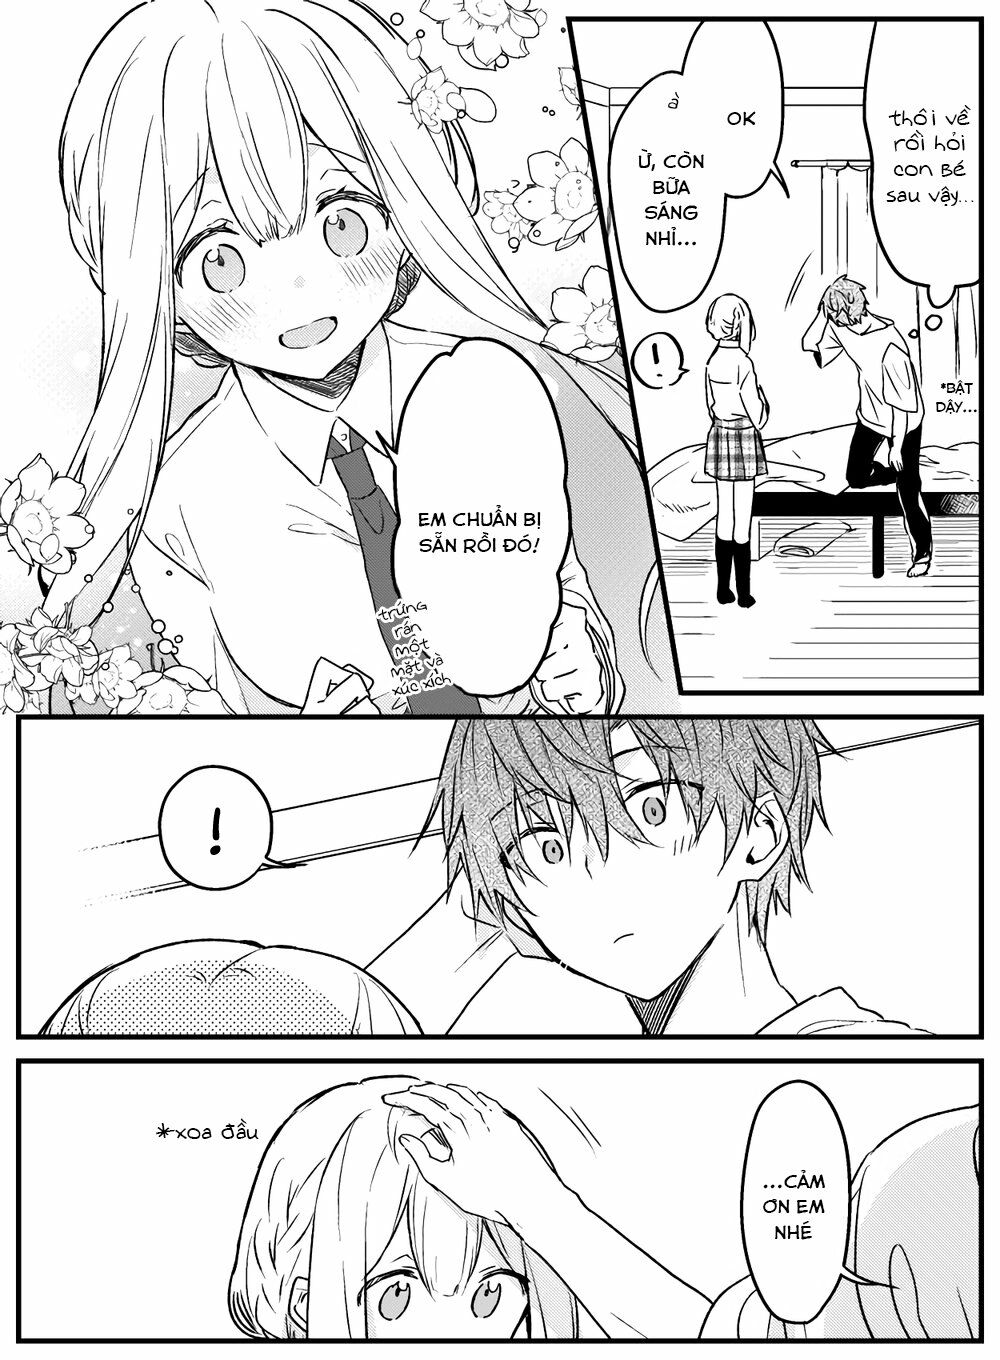 thôi về
rồi hỏi
con bé
sau vậy...
à
OK
Ừ, CÒN
BỮA
SÁNG
NHỈ...
!
*BẬT
DẬY...
EM CHUẨN BỊ
SẴN RỒI ĐÓ!
trứng
rán
một
mặt và
xúc xích
!
*xoa đầu
...CẢM
ƠN EM
NHÉ